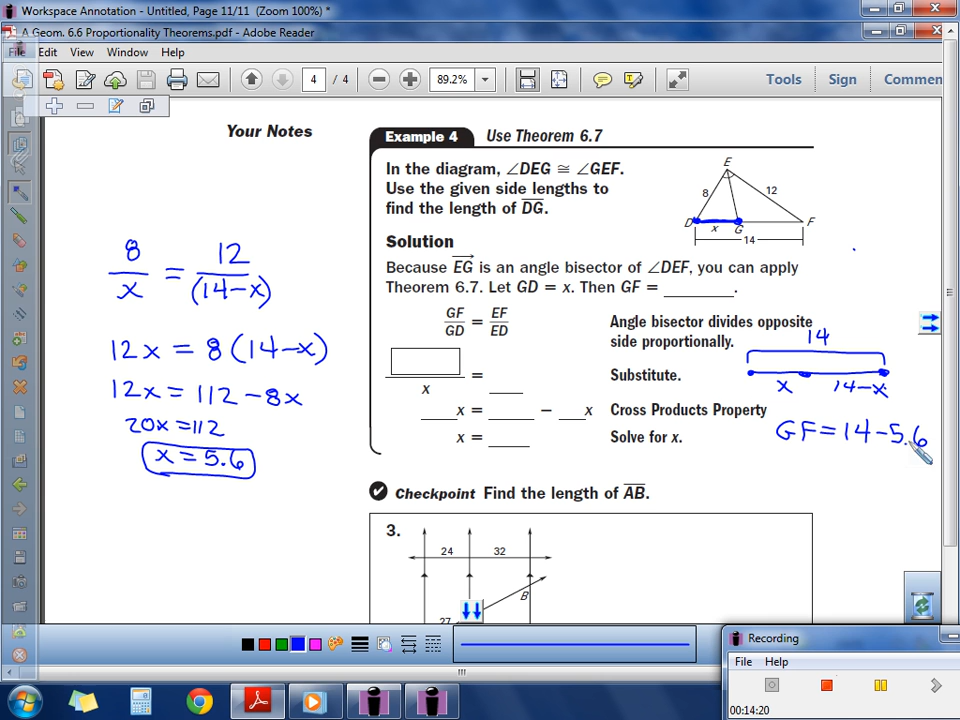 Workspace Annotation - Untitled, Page 11/11 (Zoom 100%) *
A Geom. 6.6 Proportionality Theorems.pdf - Adobe Reader
File Edit View Window Help
4 / 4 89.2% Tools Sign Commen
Your Notes
Example 4 Use Theorem 6.7
In the diagram, ∠DEG ≅ ∠GEF.
Use the given side lengths to
find the length of DG.
E
8 12
D x G F
14
Solution
Because EG is an angle bisector of ∠DEF, you can apply
Theorem 6.7. Let GD = x. Then GF = ________.
GF/GD = EF/ED
Angle bisector divides opposite
side proportionally.
x = ____
Substitute.
____x = ____ − ___x
Cross Products Property
x = ____
Solve for x.
8/x = 12/(14-x)
12x = 8(14-x)
12x = 112 - 8x
20x = 112
x = 5.6
14
x 14-x
GF = 14 - 5.6
Checkpoint Find the length of AB.
3.
24 32
B
27
Recording
File Help
00:14:20